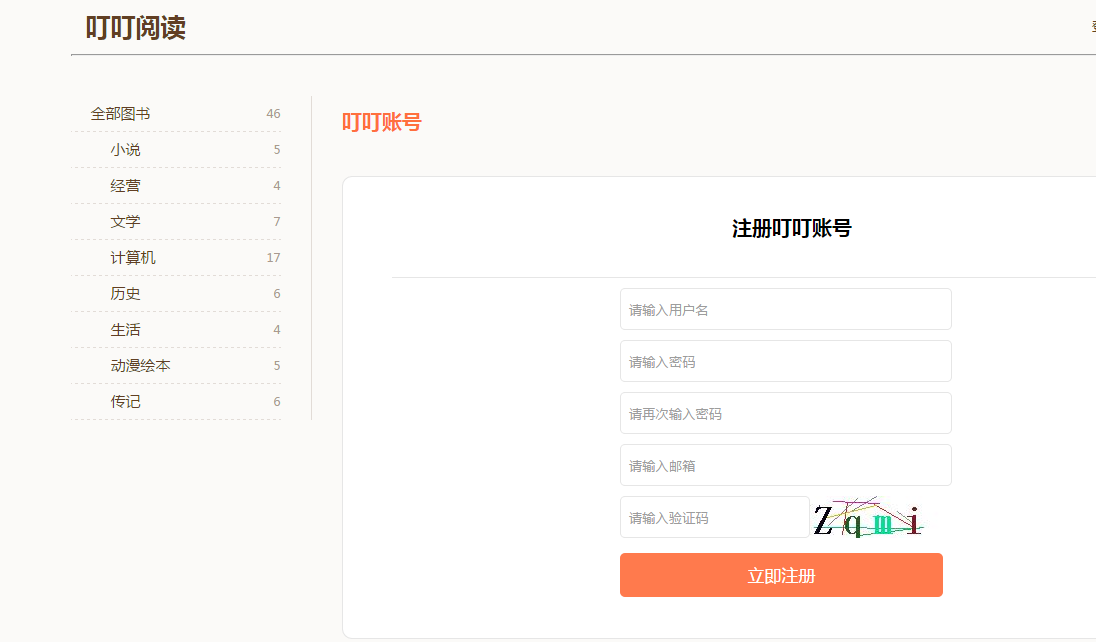 叮叮阅读
全部图书 46
小说 5
经营 4
文学 7
计算机 17
历史 6
生活 4
动漫绘本 5
传记 6
叮叮账号
注册叮叮账号
请输入用户名
请输入密码
请再次输入密码
请输入邮箱
请输入验证码 Zqmi
立即注册